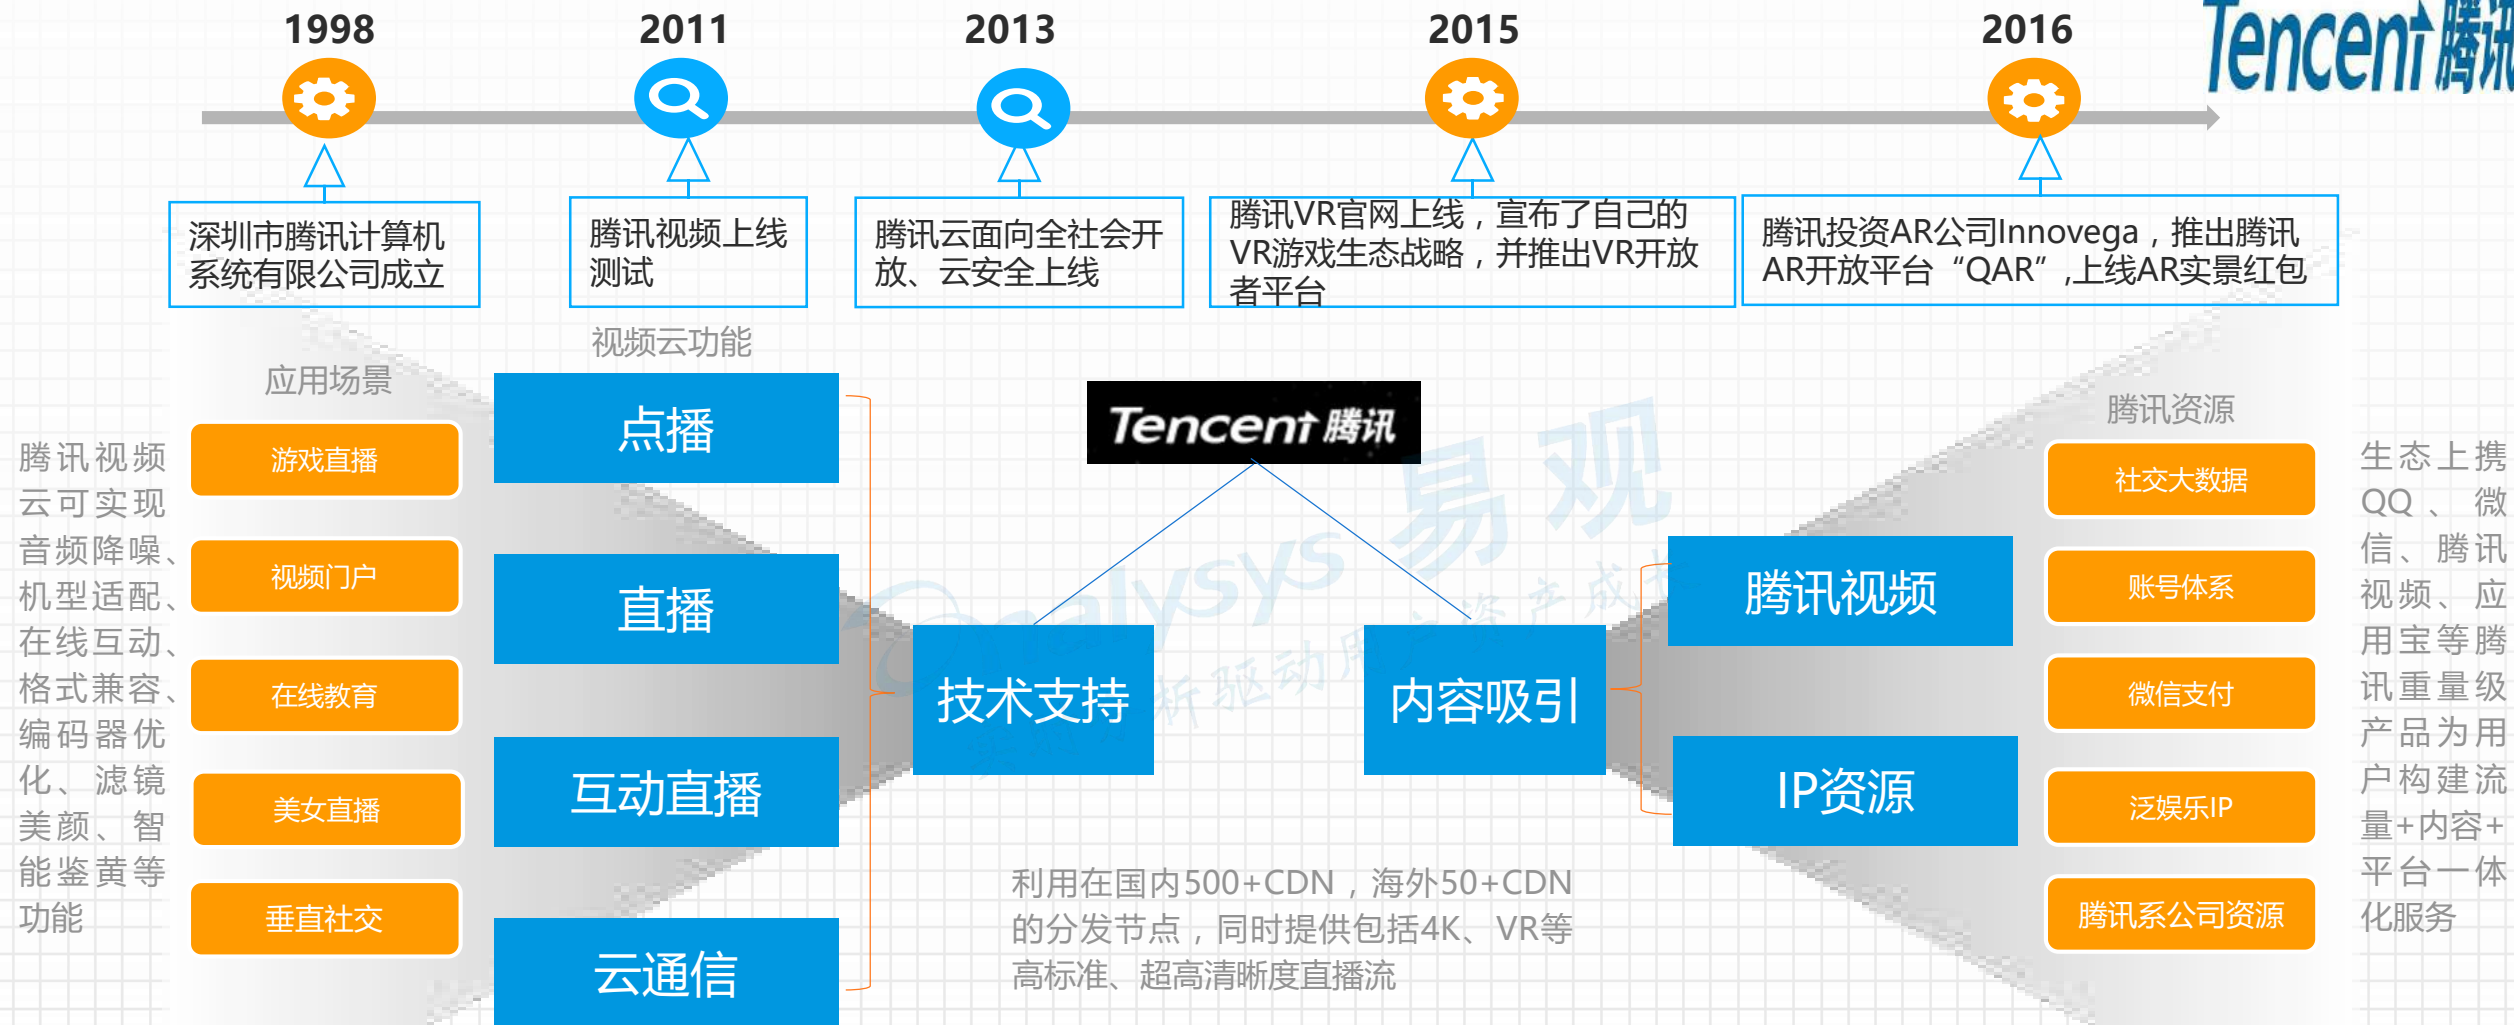 1998
2011
2013
2015
2016
Tencent 腾讯
深圳市腾讯计算机
系统有限公司成立
腾讯视频上线
测试
腾讯云面向全社会开
放、云安全上线
腾讯VR官网上线，宣布了自己的
VR游戏生态战略，并推出VR开放
者平台
腾讯投资AR公司Innovega，推出腾讯
AR开放平台“QAR”,上线AR实景红包
腾讯视频
云可实现
音频降噪、
机型适配、
在线互动、
格式兼容、
编码器优
化、滤镜
美颜、智
能鉴黄等
功能
应用场景
游戏直播
视频门户
在线教育
美女直播
垂直社交
视频云功能
点播
直播
互动直播
云通信
Tencent 腾讯
技术支持
内容吸引
利用在国内500+CDN，海外50+CDN
的分发节点，同时提供包括4K、VR等
高标准、超高清晰度直播流
腾讯视频
IP资源
腾讯资源
社交大数据
账号体系
微信支付
泛娱乐IP
腾讯系公司资源
生态上携
QQ、微
信、腾讯
视频、应
用宝等腾
讯重量级
产品为用
户构建流
量+内容+
平台一体
化服务
nalysys 易观